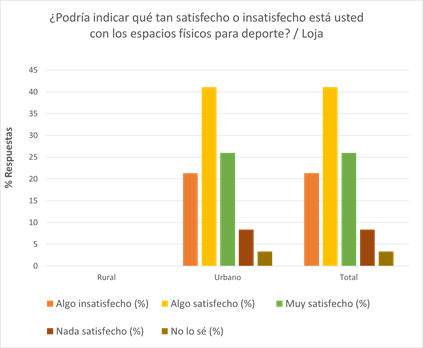 ¿Podría indicar qué tan satisfecho o insatisfecho está usted
con los espacios físicos para deporte? / Loja
% Respuestas
45
40
35
30
25
20
15
10
5
0
Rural Urbano Total
Algo insatisfecho (%) Algo satisfecho (%) Muy satisfecho (%)
Nada satisfecho (%) No lo sé (%)